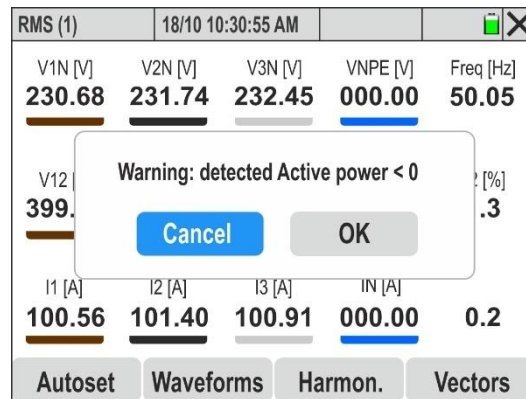 RMS (1) 18/10 10:30:55 AM
V1N [V] V2N [V] V3N [V] VNPE [V] Freq [Hz]
230.68 231.74 232.45 000.00 50.05
Warning: detected Active power < 0
V12 [%]
399. .3
Cancel OK
I1 [A] I2 [A] I3 [A] IN [A]
100.56 101.40 100.91 000.00 0.2
Autoset Waveforms Harmon. Vectors